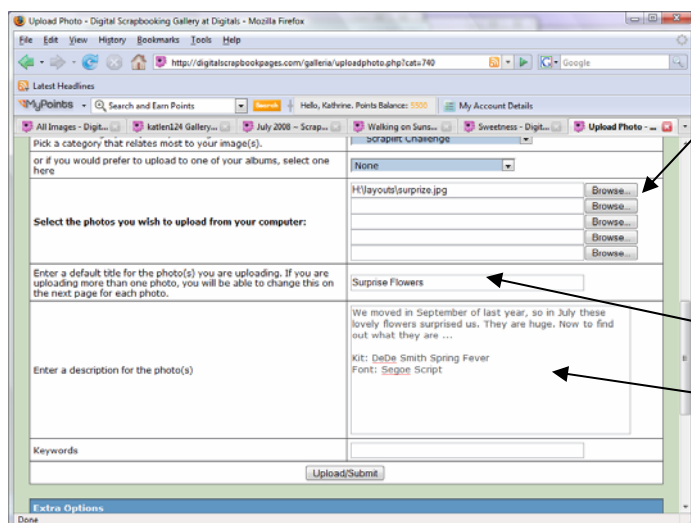 Upload Photo - Digital Scrapbooking Gallery at Digitals - Mozilla Firefox
File Edit View History Bookmarks Tools Help
http://digitalscrapbookpages.com/galleria/uploadphoto.php?cat=740
Google
Latest Headlines
MyPoints Search and Earn Points Search Hello, Kathrine. Points Balance: 5500 My Account Details
All Images - Digit... katlen124 Gallery... July 2008 ~ Scrap... Walking on Suns... Sweetness - Digit... Upload Photo - ...
Pick a category that relates most to your image(s).
Scraplift Challenge
or if you would prefer to upload to one of your albums, select one
here
None
Select the photos you wish to upload from your computer:
H:\layouts\surprize.jpg Browse...
Browse...
Browse...
Browse...
Browse...
Enter a default title for the photo(s) you are uploading. If you are
uploading more than one photo, you will be able to change this on
the next page for each photo.
Surprise Flowers
Enter a description for the photo(s)
We moved in September of last year, so in July these
lovely flowers surprised us. They are huge. Now to find
out what they are ...
Kit: DeDe Smith Spring Fever
Font: Segoe Script
Keywords
Upload/Submit
Extra Options
Done